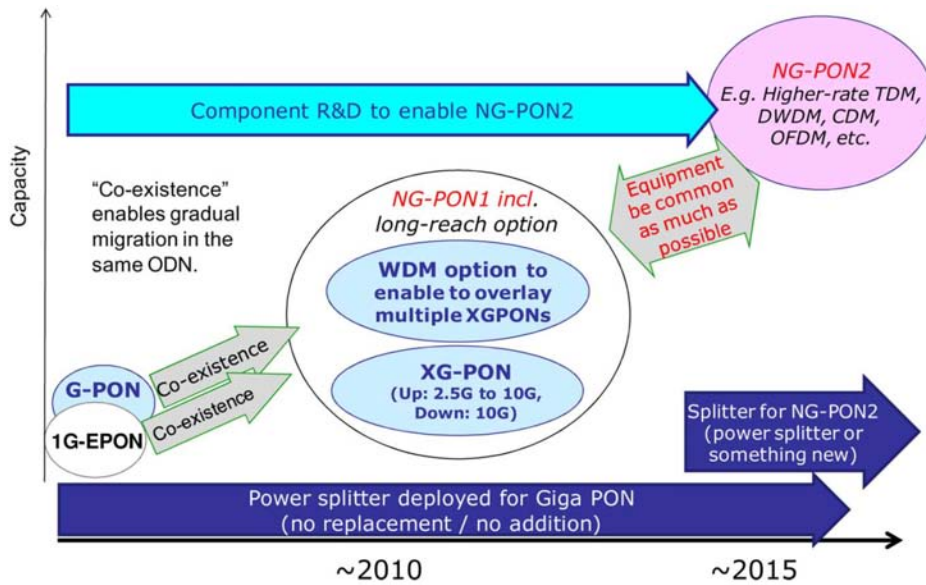 NG-PON2
E.g. Higher-rate TDM,
DWDM, CDM,
OFDM, etc.
Component R&D to enable NG-PON2
Capacity
"Co-existence"
enables gradual
migration in the
same ODN.
NG-PON1 incl.
long-reach option
Equipment
be common
as much as
possible
WDM option to
enable to overlay
multiple XGPONs
Co-existence
Co-existence
G-PON
1G-EPON
XG-PON
(Up: 2.5G to 10G,
Down: 10G)
Splitter for NG-PON2
(power splitter or
something new)
Power splitter deployed for Giga PON
(no replacement / no addition)
~2010
~2015